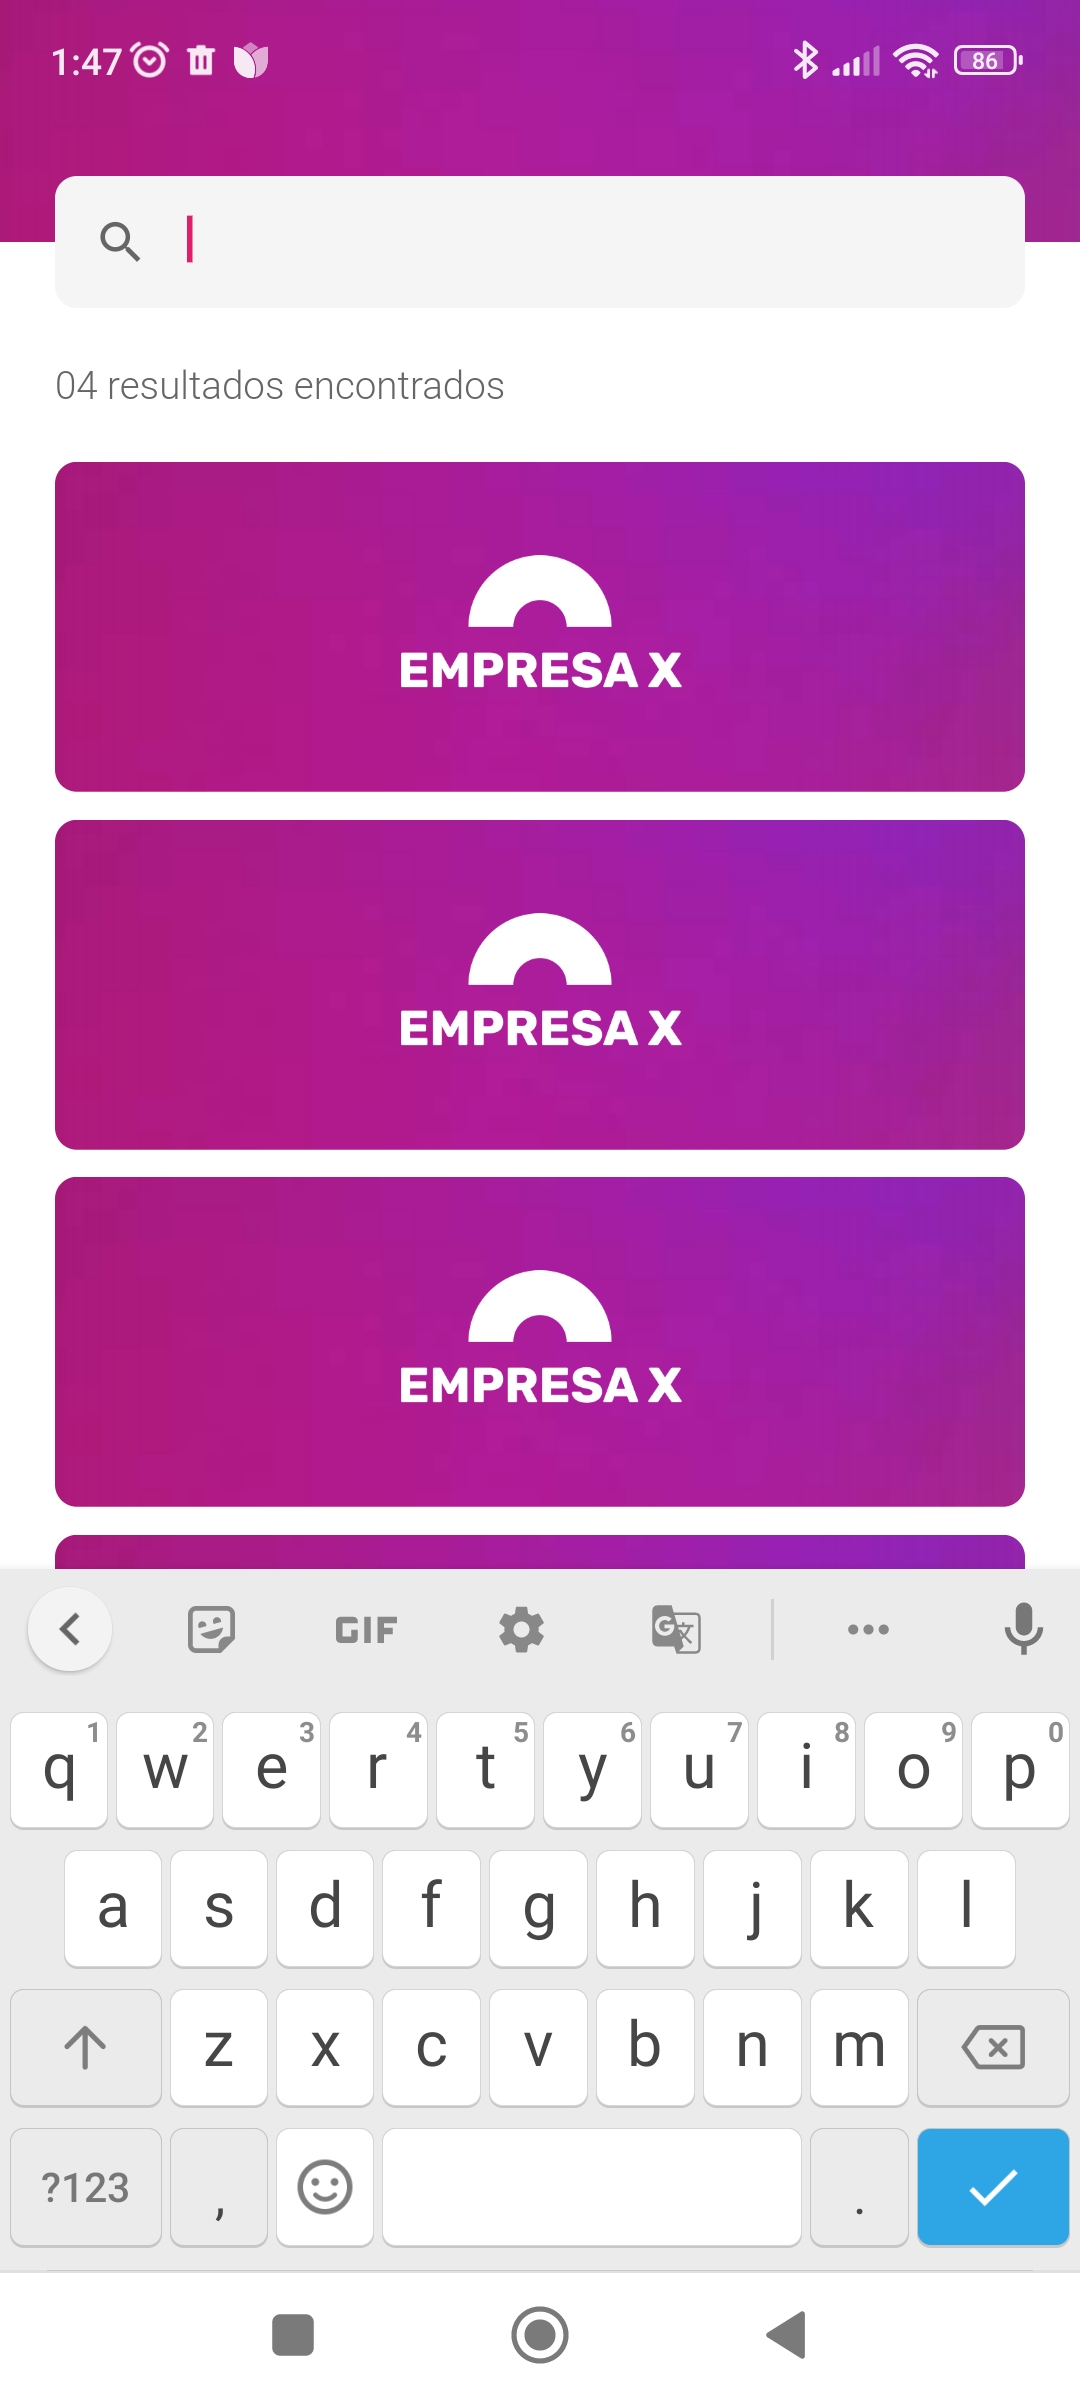 1:47
86
04 resultados encontrados
EMPRESA X
EMPRESA X
EMPRESA X
GIF
G 文
1 2 3 4 5 6 7 8 9 0
q w e r t y u i o p
a s d f g h j k l
z x c v b n m
?123 , .